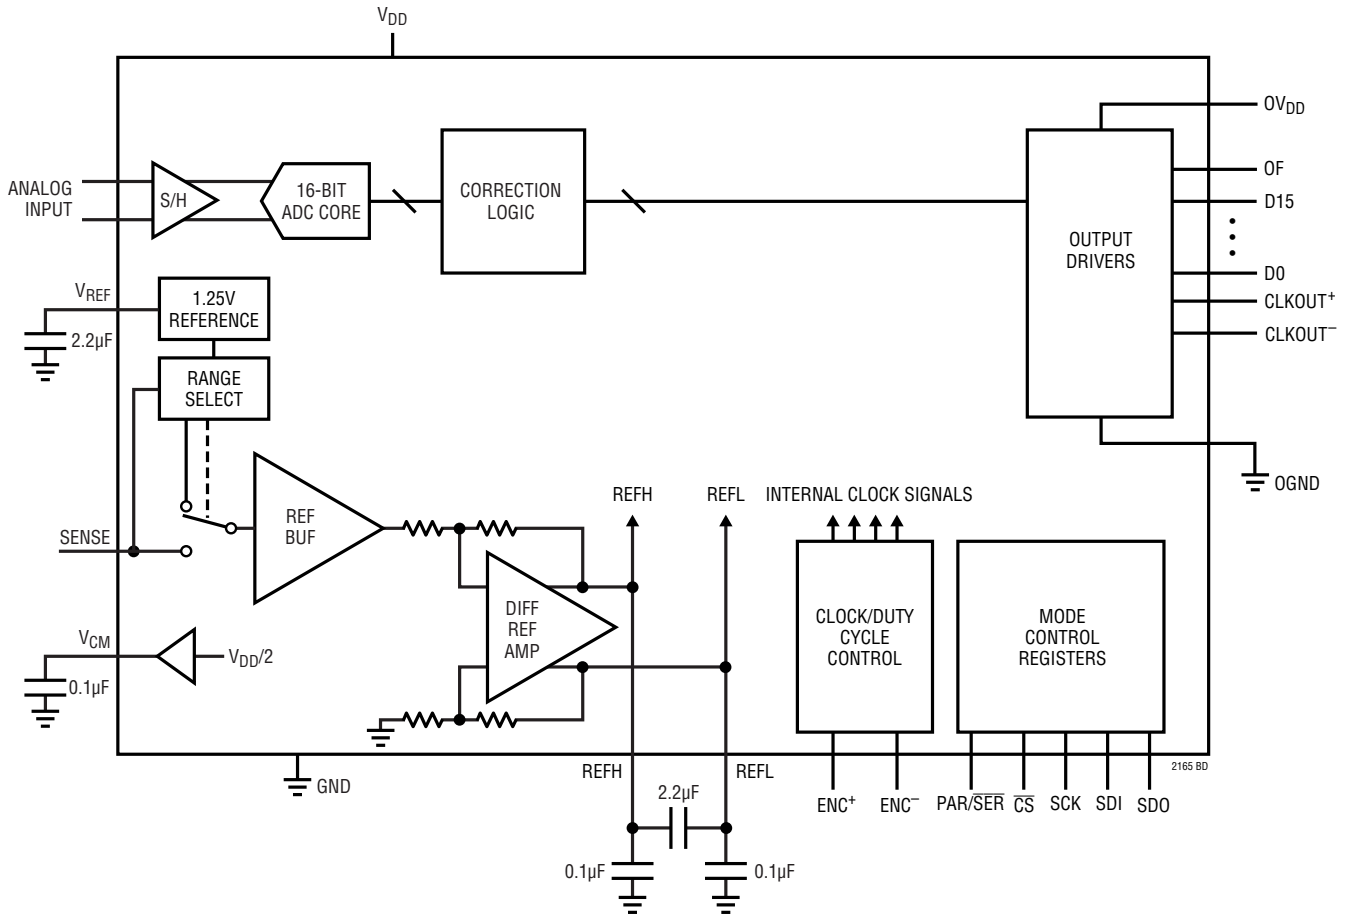 VDD
OVDD
OF
D15
D0
CLKOUT+
CLKOUT–
OGND
ANALOG
INPUT
S/H
16-BIT
ADC CORE
CORRECTION
LOGIC
OUTPUT
DRIVERS
VREF
2.2µF
1.25V
REFERENCE
RANGE
SELECT
SENSE
REF
BUF
REFH
REFL
INTERNAL CLOCK SIGNALS
DIFF
REF
AMP
CLOCK/DUTY
CYCLE
CONTROL
MODE
CONTROL
REGISTERS
VCM
0.1µF
VDD/2
GND
REFH
REFL
2.2µF
0.1µF
0.1µF
ENC+
ENC–
PAR/SER
CS
SCK
SDI
SDO
2165 BD